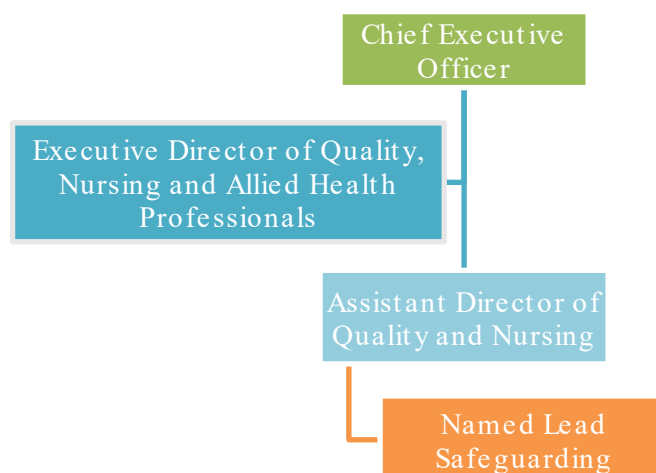 Chief Executive
Officer
Executive Director of Quality,
Nursing and Allied Health
Professionals
Assistant Director of
Quality and Nursing
Named Lead
Safeguarding